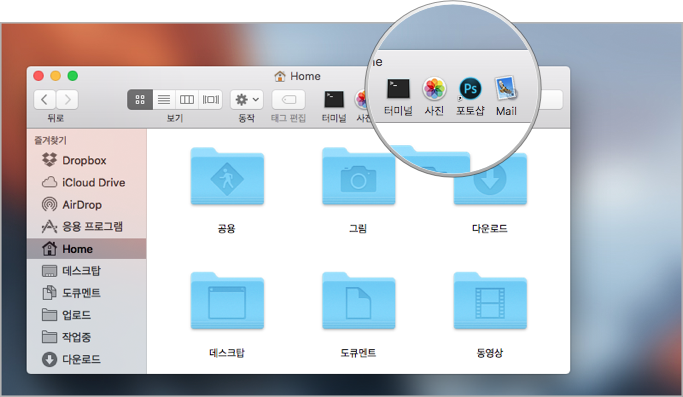 Home
ne
터미널 사진 포토샵 Mail
Ps
뒤로 보기 동작 태그 편집 터미널 사진
즐겨찾기
Dropbox
iCloud Drive
AirDrop
응용 프로그램
Home
데스크탑
도큐멘트
업로드
작업중
다운로드
공용 그림 다운로드
데스크탑 도큐멘트 동영상